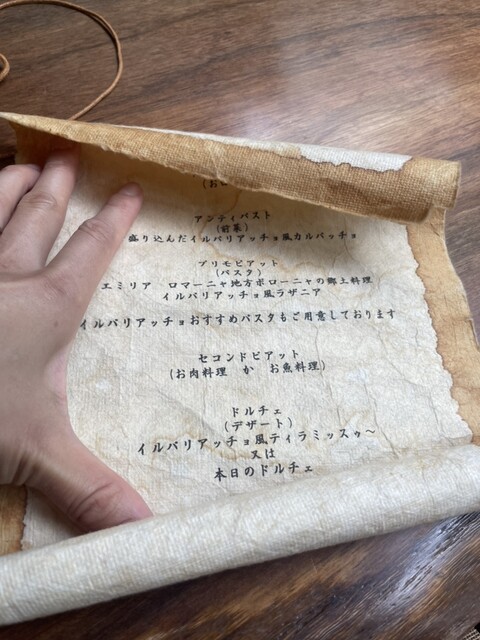 アンティパスト
(前菜)
盛り込んだイルバリアッチョ風カルパッチョ
プリモピアット
(パスタ)
エミリア ロマーニャ地方ボローニャの郷土料理
イルバリアッチョ風ラザニア
イルバリアッチョおすすめパスタもご用意しております
セコンドピアット
(お肉料理 か お魚料理)
ドルチェ
(デザート)
イルバリアッチョ風ティラミッスゥ〜
又は
本日のドルチェ